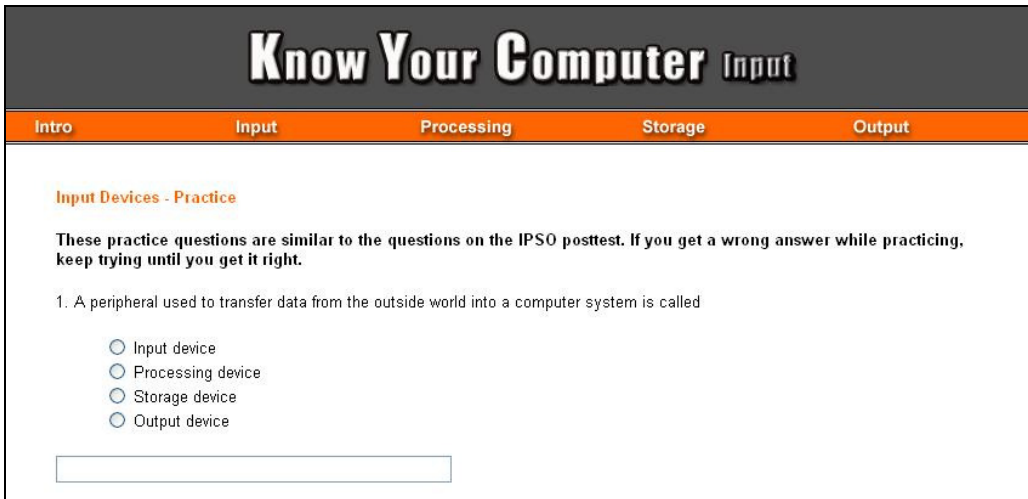 Know Your Computer Input
Intro Input Processing Storage Output
Input Devices - Practice
These practice questions are similar to the questions on the IPSO posttest. If you get a wrong answer while practicing,
keep trying until you get it right.
1. A peripheral used to transfer data from the outside world into a computer system is called
Input device
Processing device
Storage device
Output device